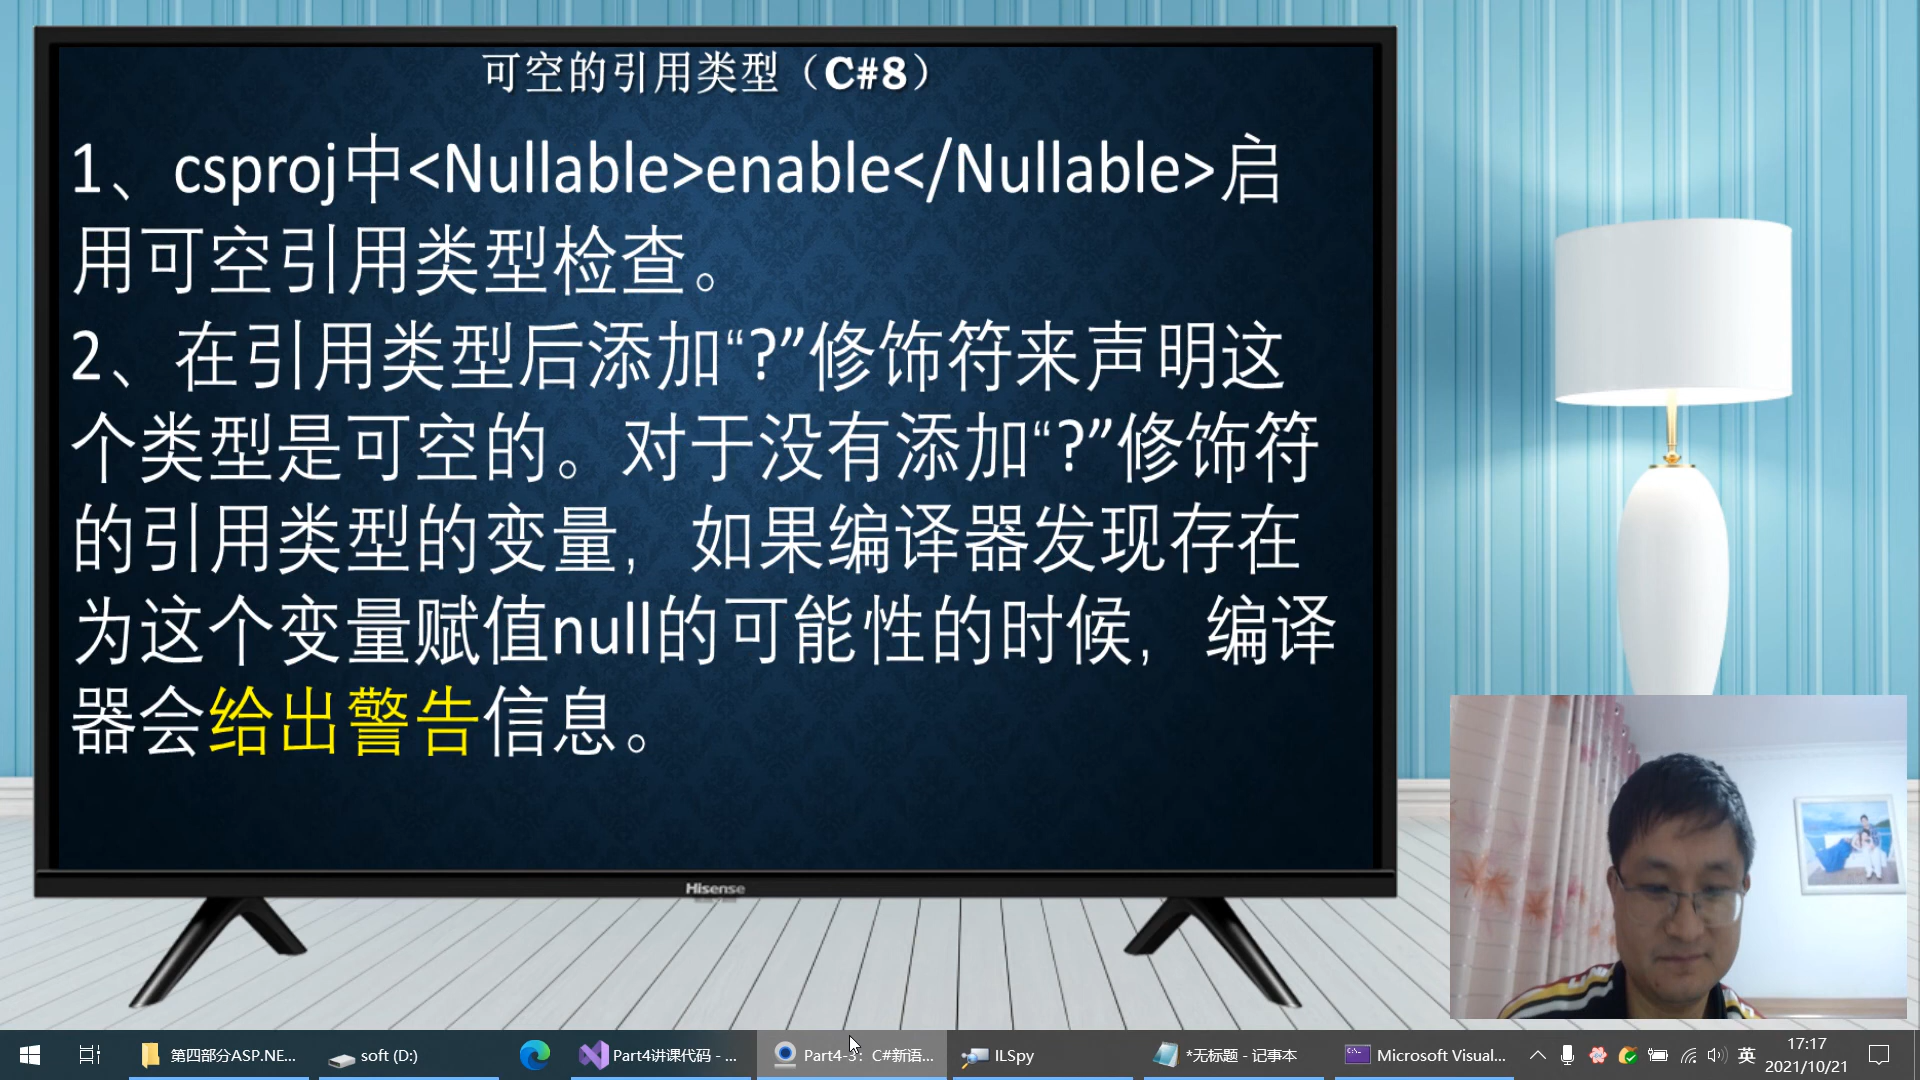 可空的引用类型（C#8）
1、csproj中<Nullable>enable</Nullable>启
用可空引用类型检查。
2、在引用类型后添加“?”修饰符来声明这
个类型是可空的。对于没有添加“?”修饰符
的引用类型的变量，如果编译器发现存在
为这个变量赋值null的可能性的时候，编译
器会给出警告信息。
Hisense
第四部分ASP.NE...
soft (D:)
Part4讲课代码 - ...
Part4-3：C#新语...
ILSpy
*无标题 - 记事本
Microsoft Visual...
英
17:17
2021/10/21